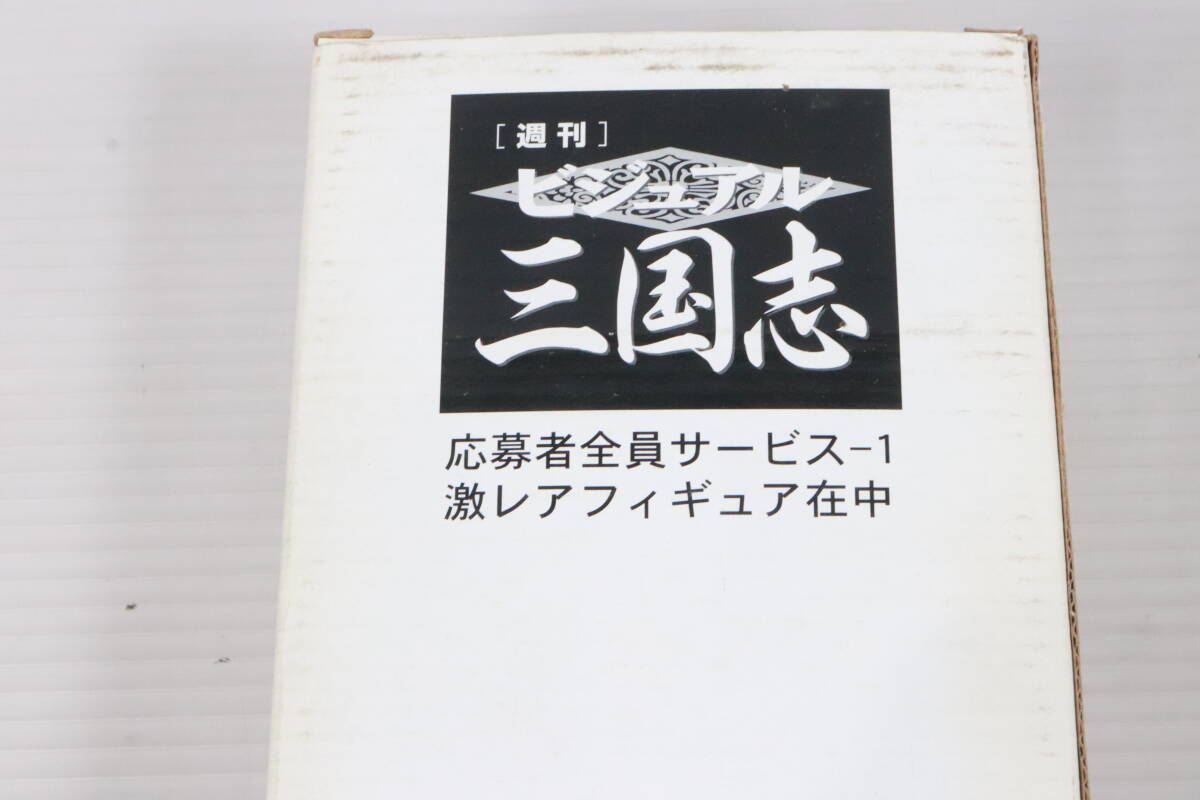 ［週刊］
ビジュアル
三国志
応募者全員サービス-1
激レアフィギュア在中